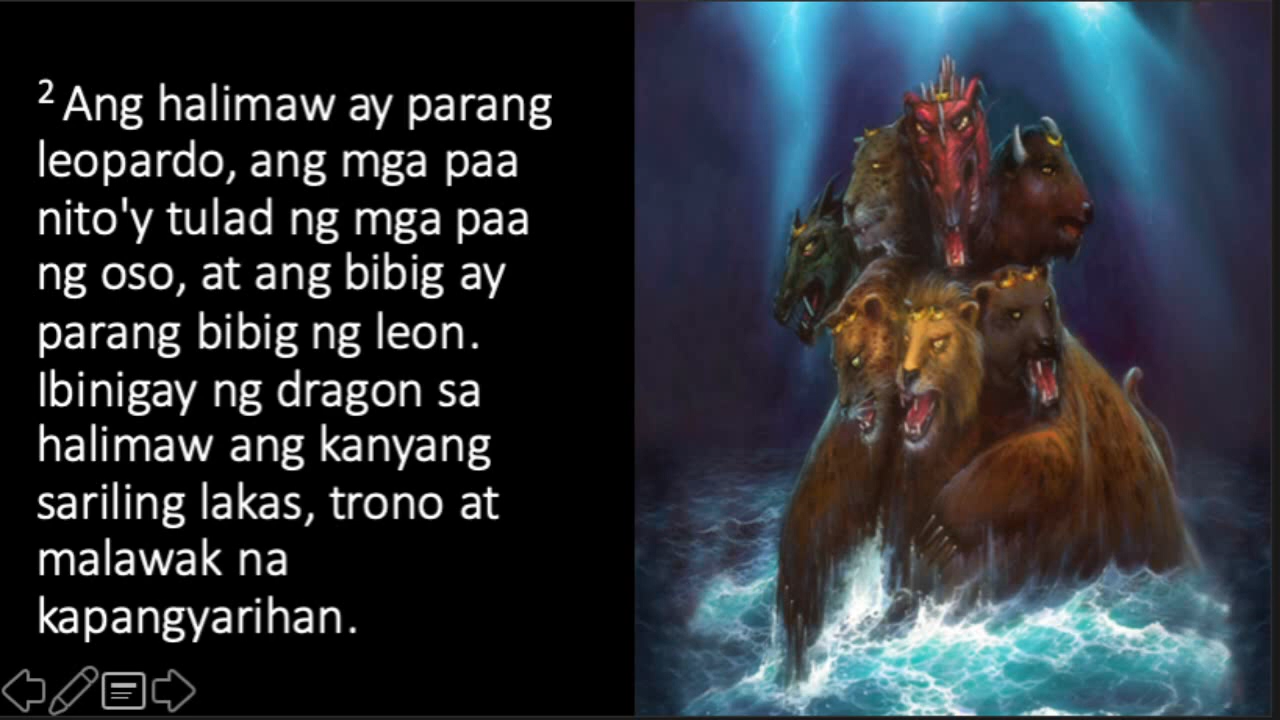 ² Ang halimaw ay parang
leopardo, ang mga paa
nito'y tulad ng mga paa
ng oso, at ang bibig ay
parang bibig ng leon.
Ibinigay ng dragon sa
halimaw ang kanyang
sariling lakas, trono at
malawak na
kapangyarihan.